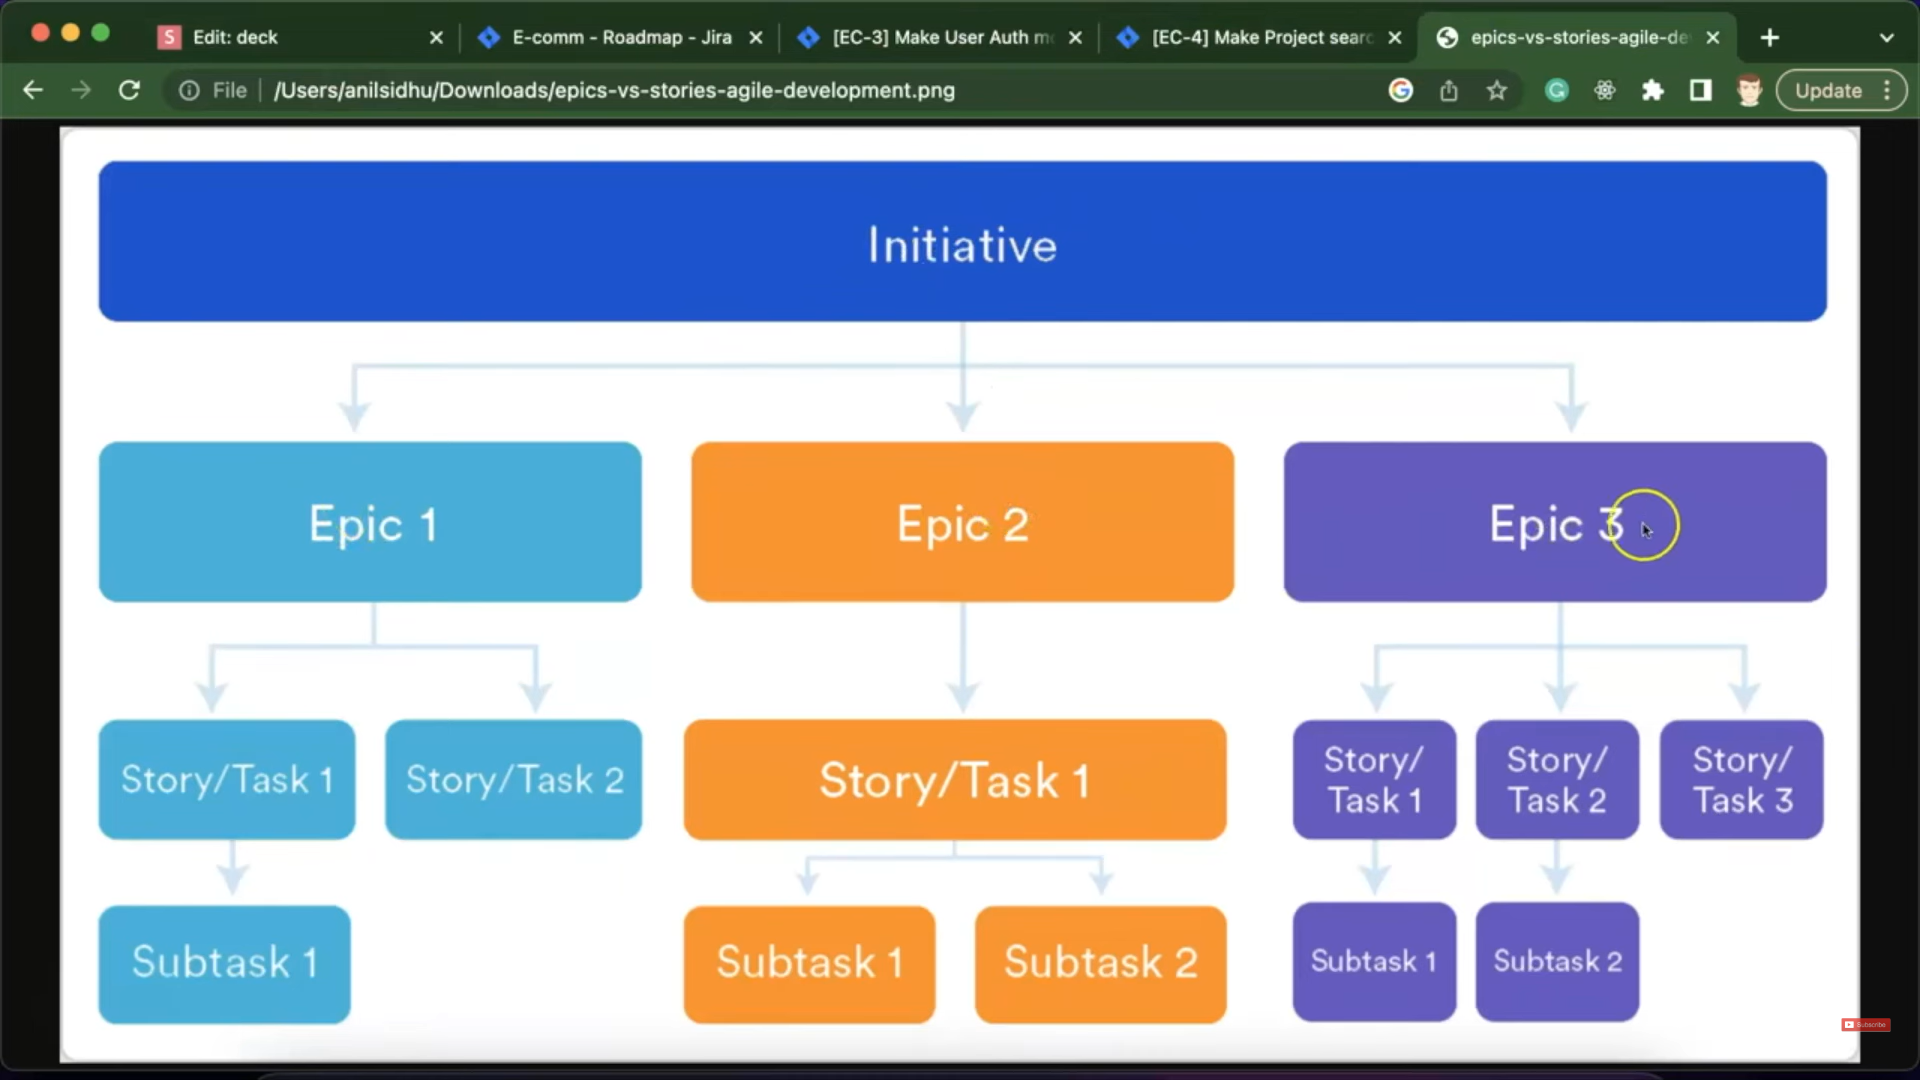 S Edit: deck
E-comm - Roadmap - Jira
[EC-3] Make User Auth m
[EC-4] Make Project searc
epics-vs-stories-agile-de
File
/Users/anilsidhu/Downloads/epics-vs-stories-agile-development.png
Update
Initiative
Epic 1
Epic 2
Epic 3
Story/Task 1
Story/Task 2
Story/Task 1
Story/
Task 1
Story/
Task 2
Story/
Task 3
Subtask 1
Subtask 1
Subtask 2
Subtask 1
Subtask 2
Subscribe